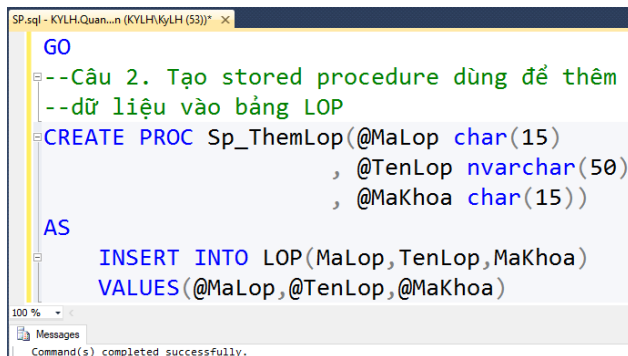 SP.sql - KYLH.Quan...n (KYLH\KyLH (53))*
GO
--Câu 2. Tạo stored procedure dùng để thêm
--dữ liệu vào bảng LOP
CREATE PROC Sp_ThemLop(@MaLop char(15)
, @TenLop nvarchar(50)
, @MaKhoa char(15))
AS
INSERT INTO LOP(MaLop,TenLop,MaKhoa)
VALUES(@MaLop,@TenLop,@MaKhoa)
100 %
Messages
Command(s) completed successfully.